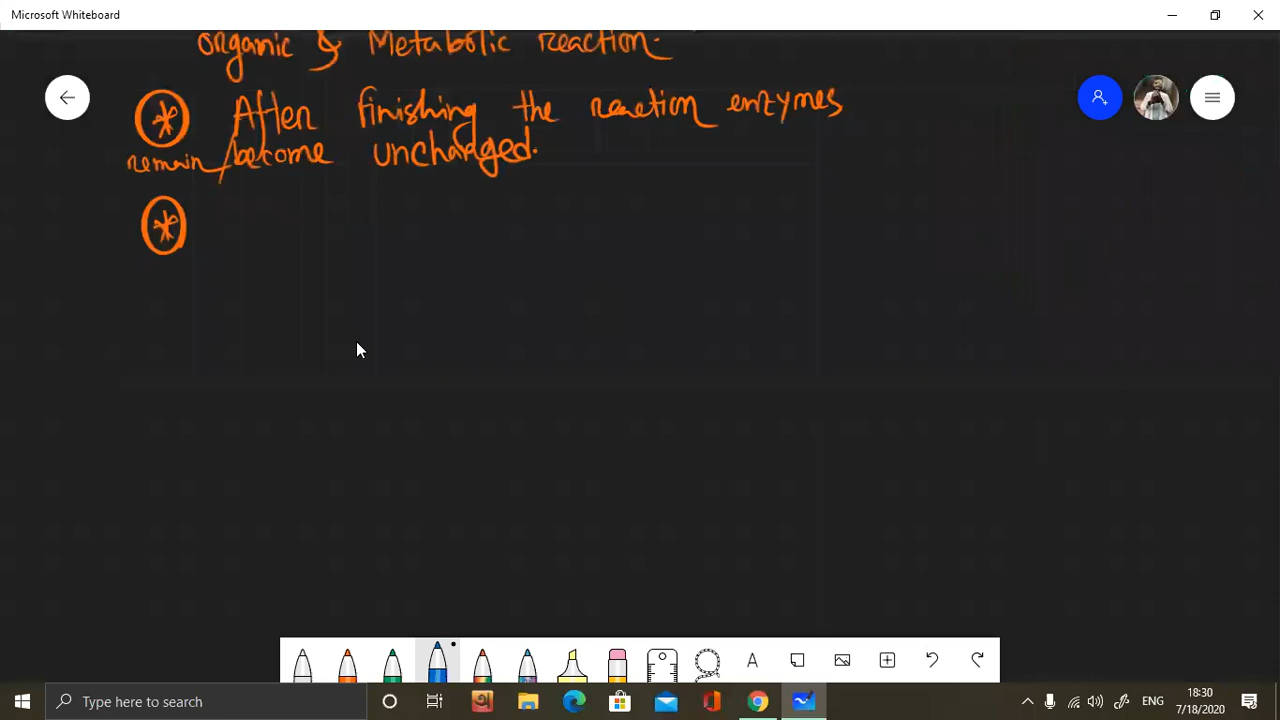 Microsoft Whiteboard
organic & Metabolic reaction.
After finishing the reaction enzymes
remain/become unchanged.
A
Type here to search
ENG
18:30
7/18/2020